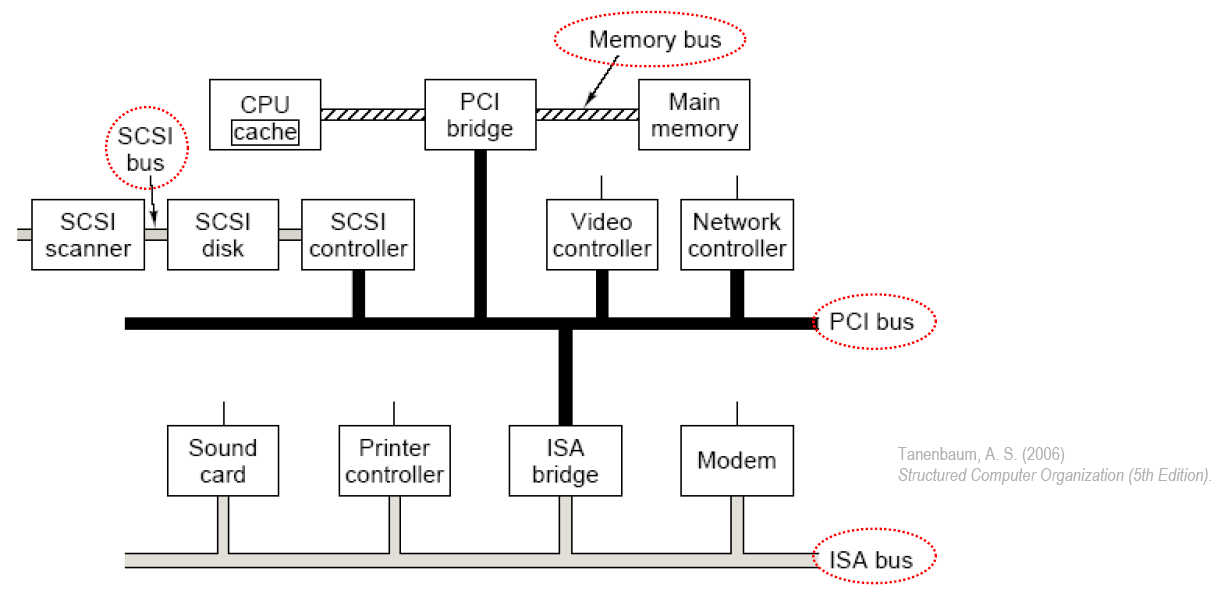 Memory bus
CPU
cache
PCI
bridge
Main
memory
SCSI
bus
SCSI
scanner
SCSI
disk
SCSI
controller
Video
controller
Network
controller
PCI bus
Sound
card
Printer
controller
ISA
bridge
Modem
Tanenbaum, A. S. (2006)
Structured Computer Organization (5th Edition).
ISA bus